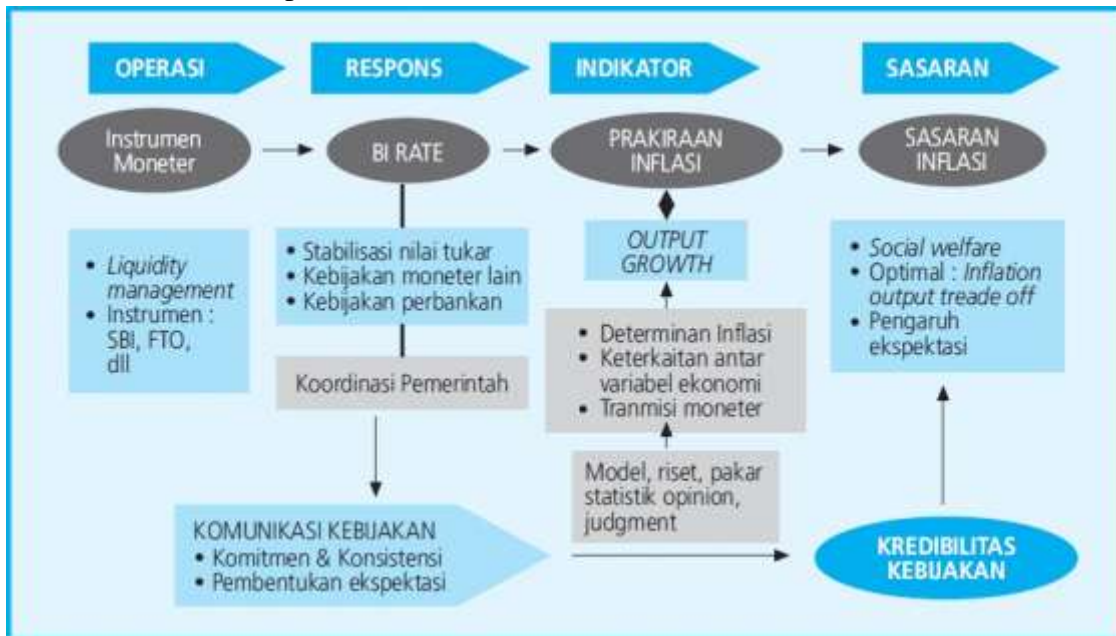 OPERASI
RESPONS
INDIKATOR
SASARAN
Instrumen
Moneter
BI RATE
PRAKIRAAN
INFLASI
SASARAN
INFLASI
• Liquidity
management
• Instrumen :
SBI, FTO,
dll
• Stabilisasi nilai tukar
• Kebijakan moneter lain
• Kebijakan perbankan
Koordinasi Pemerintah
OUTPUT
GROWTH
• Determinan Inflasi
• Keterkaitan antar
variabel ekonomi
• Tranmisi moneter
Model, riset, pakar
statistik opinion,
judgment
• Social welfare
• Optimal : Inflation
output treade off
• Pengaruh
ekspektasi
KOMUNIKASI KEBIJAKAN
• Komitmen & Konsistensi
• Pembentukan ekspektasi
KREDIBILITAS
KEBIJAKAN